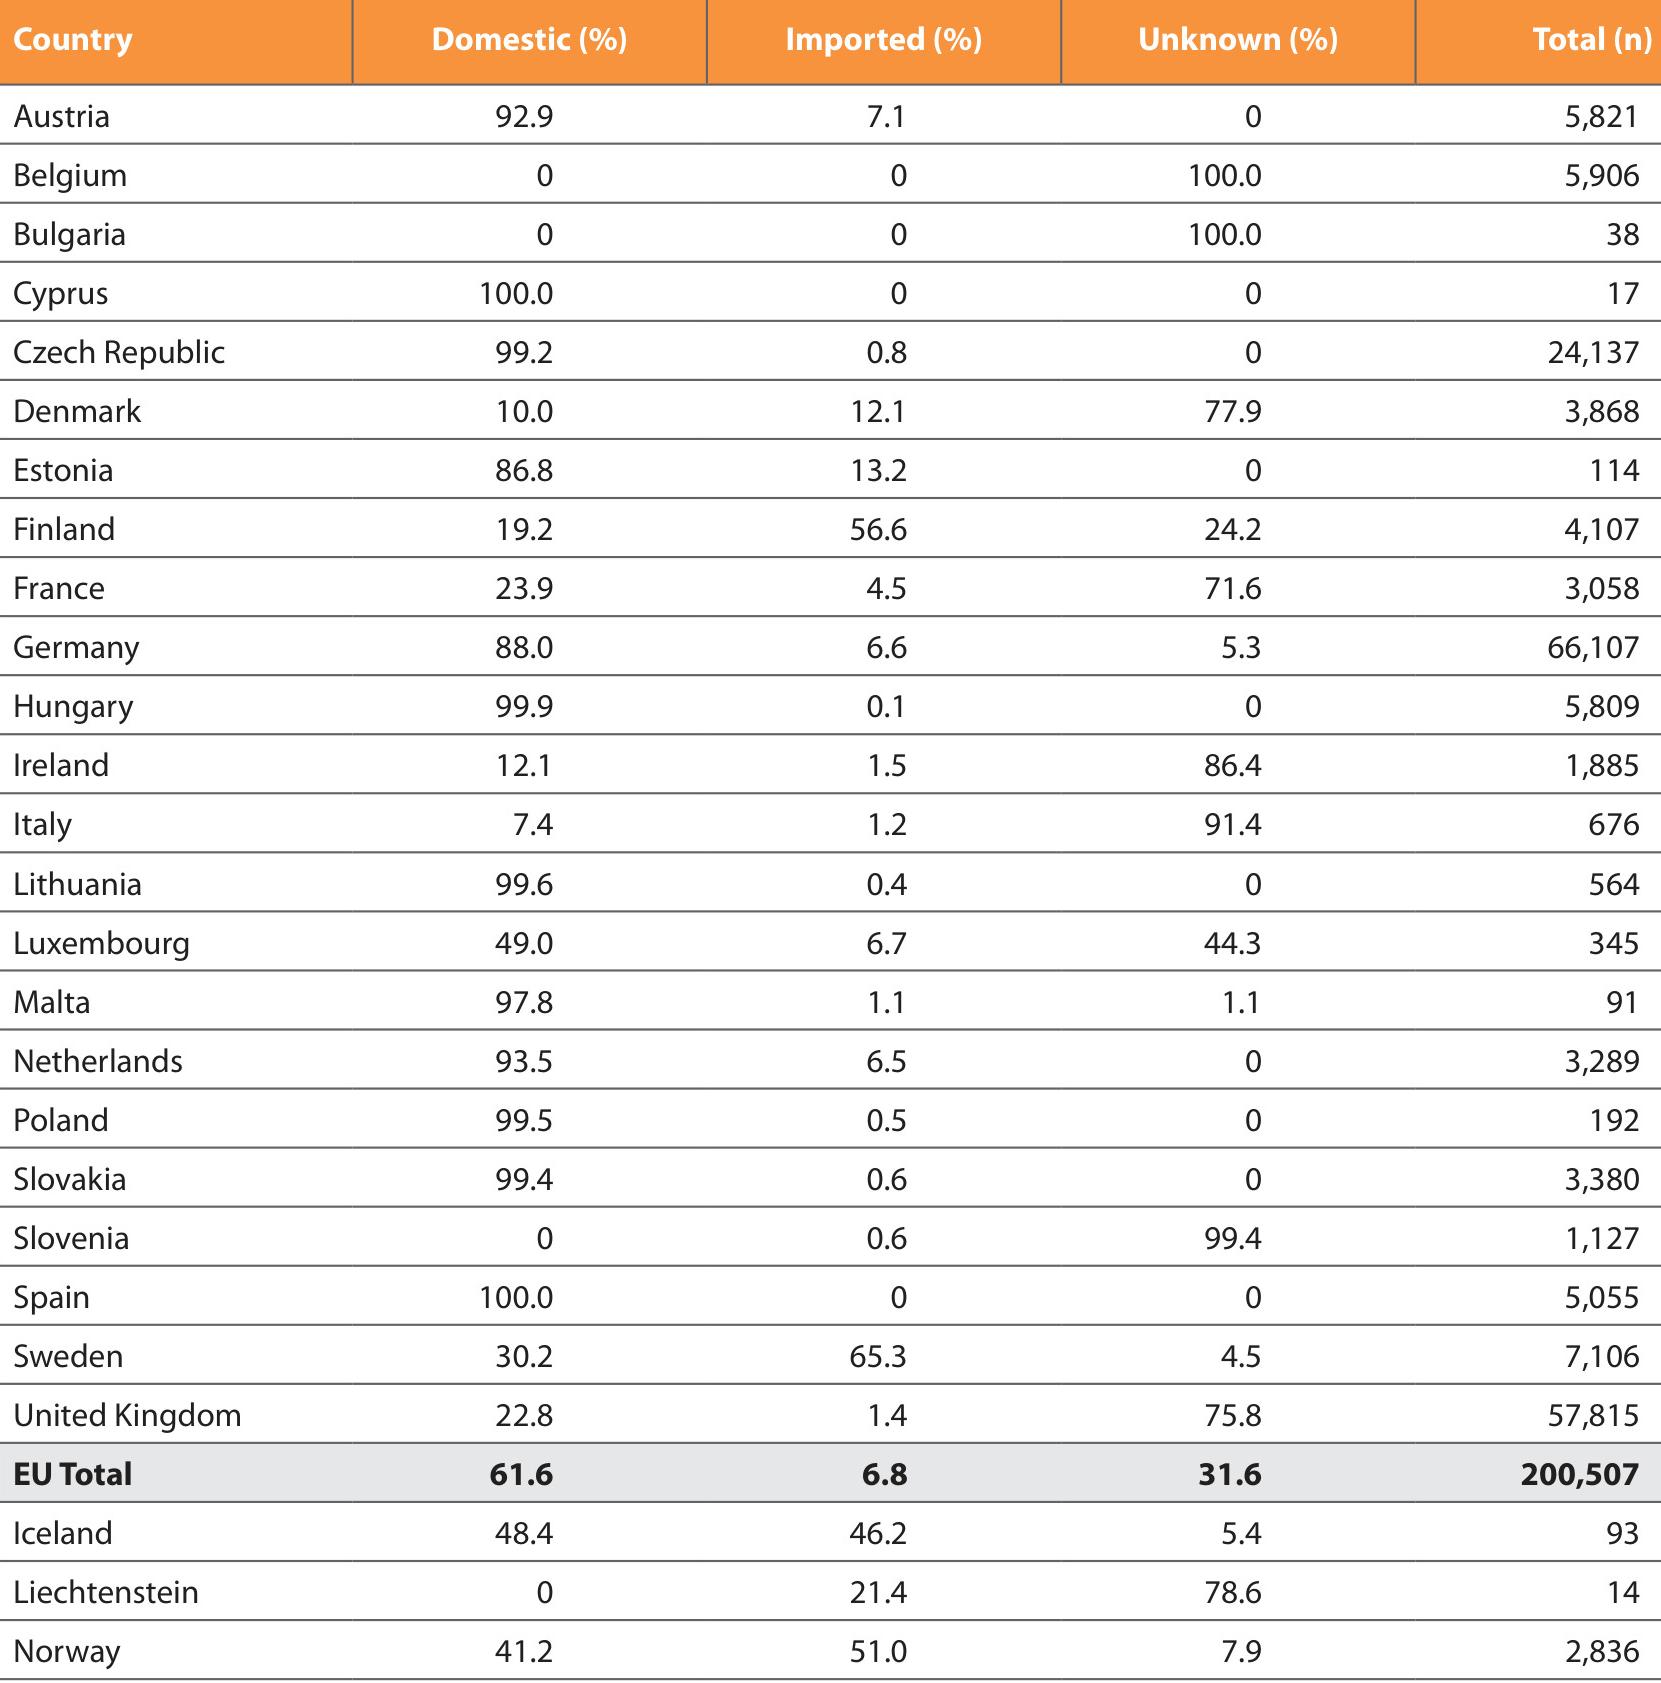 Country Domestic (%) Imported (%) Unknown (%) Total (n)
Austria 92.9 7.1 0 5,821
Belgium 0 0 100.0 5,906
Bulgaria 0 0 100.0 38
Cyprus 100.0 0 0 17
Czech Republic 99.2 0.8 0 24,137
Denmark 10.0 12.1 77.9 3,868
Estonia 86.8 13.2 0 114
Finland 19.2 56.6 24.2 4,107
France 23.9 4.5 71.6 3,058
Germany 88.0 6.6 5.3 66,107
Hungary 99.9 0.1 0 5,809
Ireland 12.1 1.5 86.4 1,885
Italy 7.4 1.2 91.4 676
Lithuania 99.6 0.4 0 564
Luxembourg 49.0 6.7 44.3 345
Malta 97.8 1.1 1.1 91
Netherlands 93.5 6.5 0 3,289
Poland 99.5 0.5 0 192
Slovakia 99.4 0.6 0 3,380
Slovenia 0 0.6 99.4 1,127
Spain 100.0 0 0 5,055
Sweden 30.2 65.3 4.5 7,106
United Kingdom 22.8 1.4 75.8 57,815
EU Total 61.6 6.8 31.6 200,507
Iceland 48.4 46.2 5.4 93
Liechtenstein 0 21.4 78.6 14
Norway 41.2 51.0 7.9 2,836